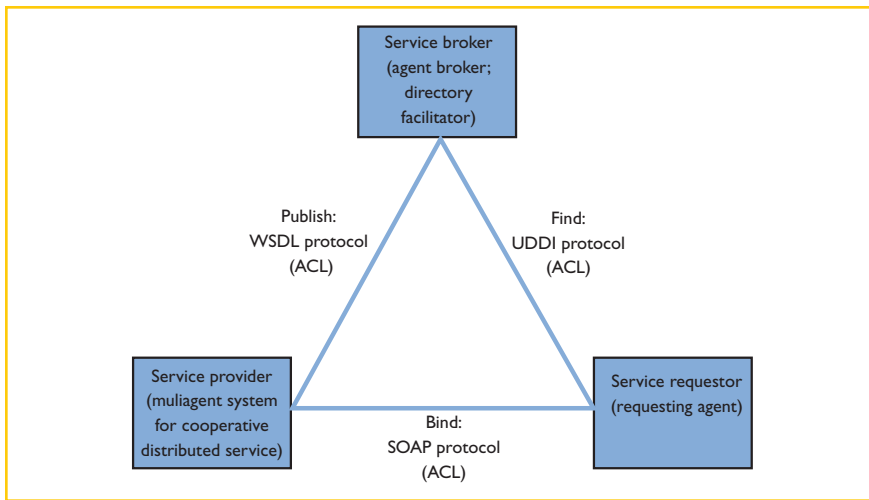 Service broker
(agent broker;
directory
facilitator)
Publish:
WSDL protocol
(ACL)
Find:
UDDI protocol
(ACL)
Service provider
(muliagent system
for cooperative
distributed service)
Service requestor
(requesting agent)
Bind:
SOAP protocol
(ACL)